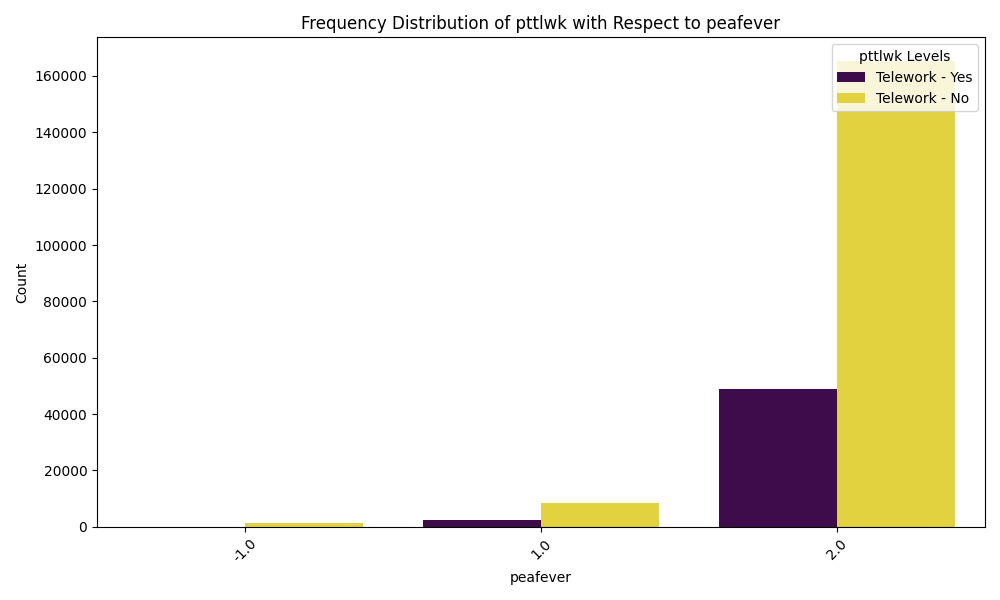 Frequency Distribution of pttlwk with Respect to peafever
pttlwk Levels
Telework - Yes
Telework - No
Count
160000
140000
120000
100000
80000
60000
40000
20000
0
-1.0
1.0
2.0
peafever